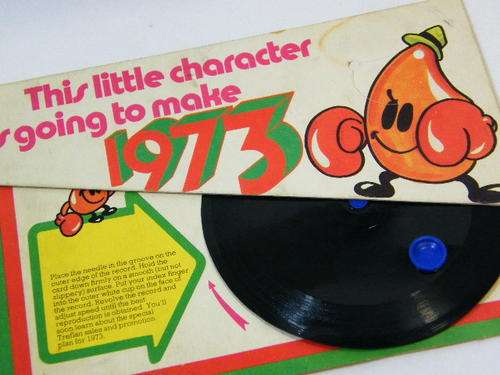 This little character
s going to make
1973
Place the needle in the groove on the
outer edge of the record. Hold the
card down firmly on a smooth (but not
slippery) surface. Put your index finger
into the outer white cup on the face of
the record. Revolve the record and
adjust speed until the best
reproduction is obtained. You'll
soon learn about the special
Treflan sales and promotion
plan for 1973.